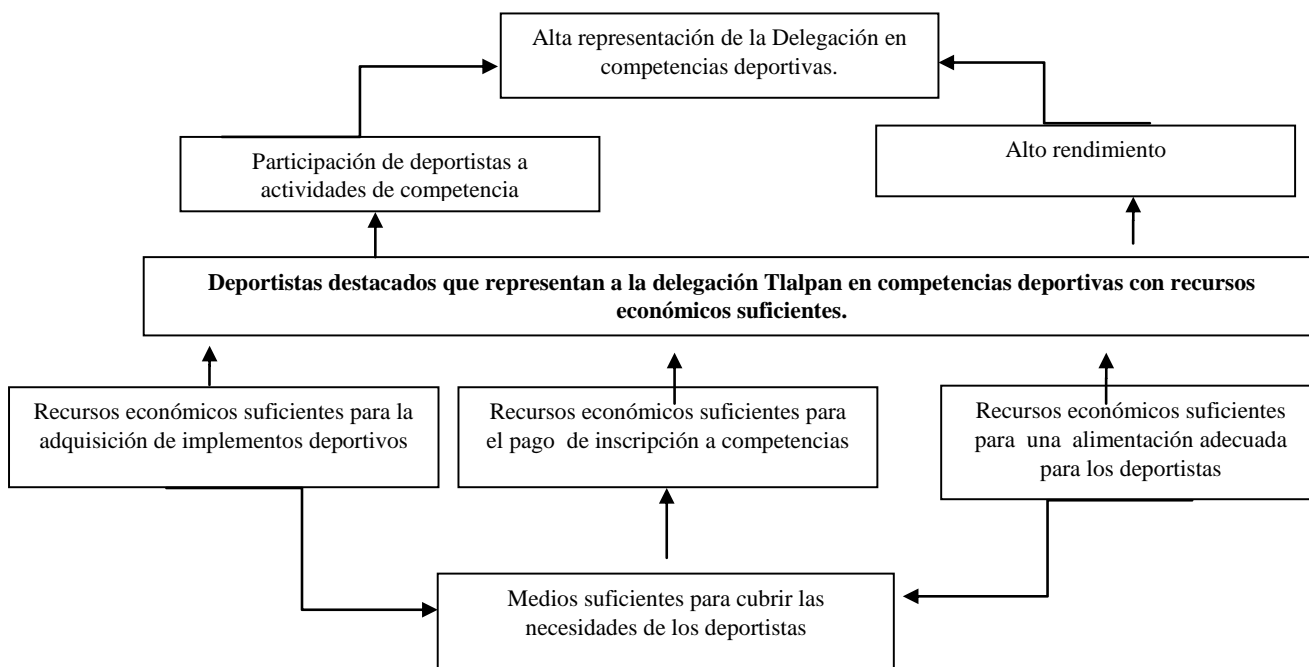 Alta representación de la Delegación en
competencias deportivas.
Participación de deportistas a
actividades de competencia
Alto rendimiento
Deportistas destacados que representan a la delegación Tlalpan en competencias deportivas con recursos
económicos suficientes.
Recursos económicos suficientes para la
adquisición de implementos deportivos
Recursos económicos suficientes para
el pago de inscripción a competencias
Recursos económicos suficientes
para una alimentación adecuada
para los deportistas
Medios suficientes para cubrir las
necesidades de los deportistas